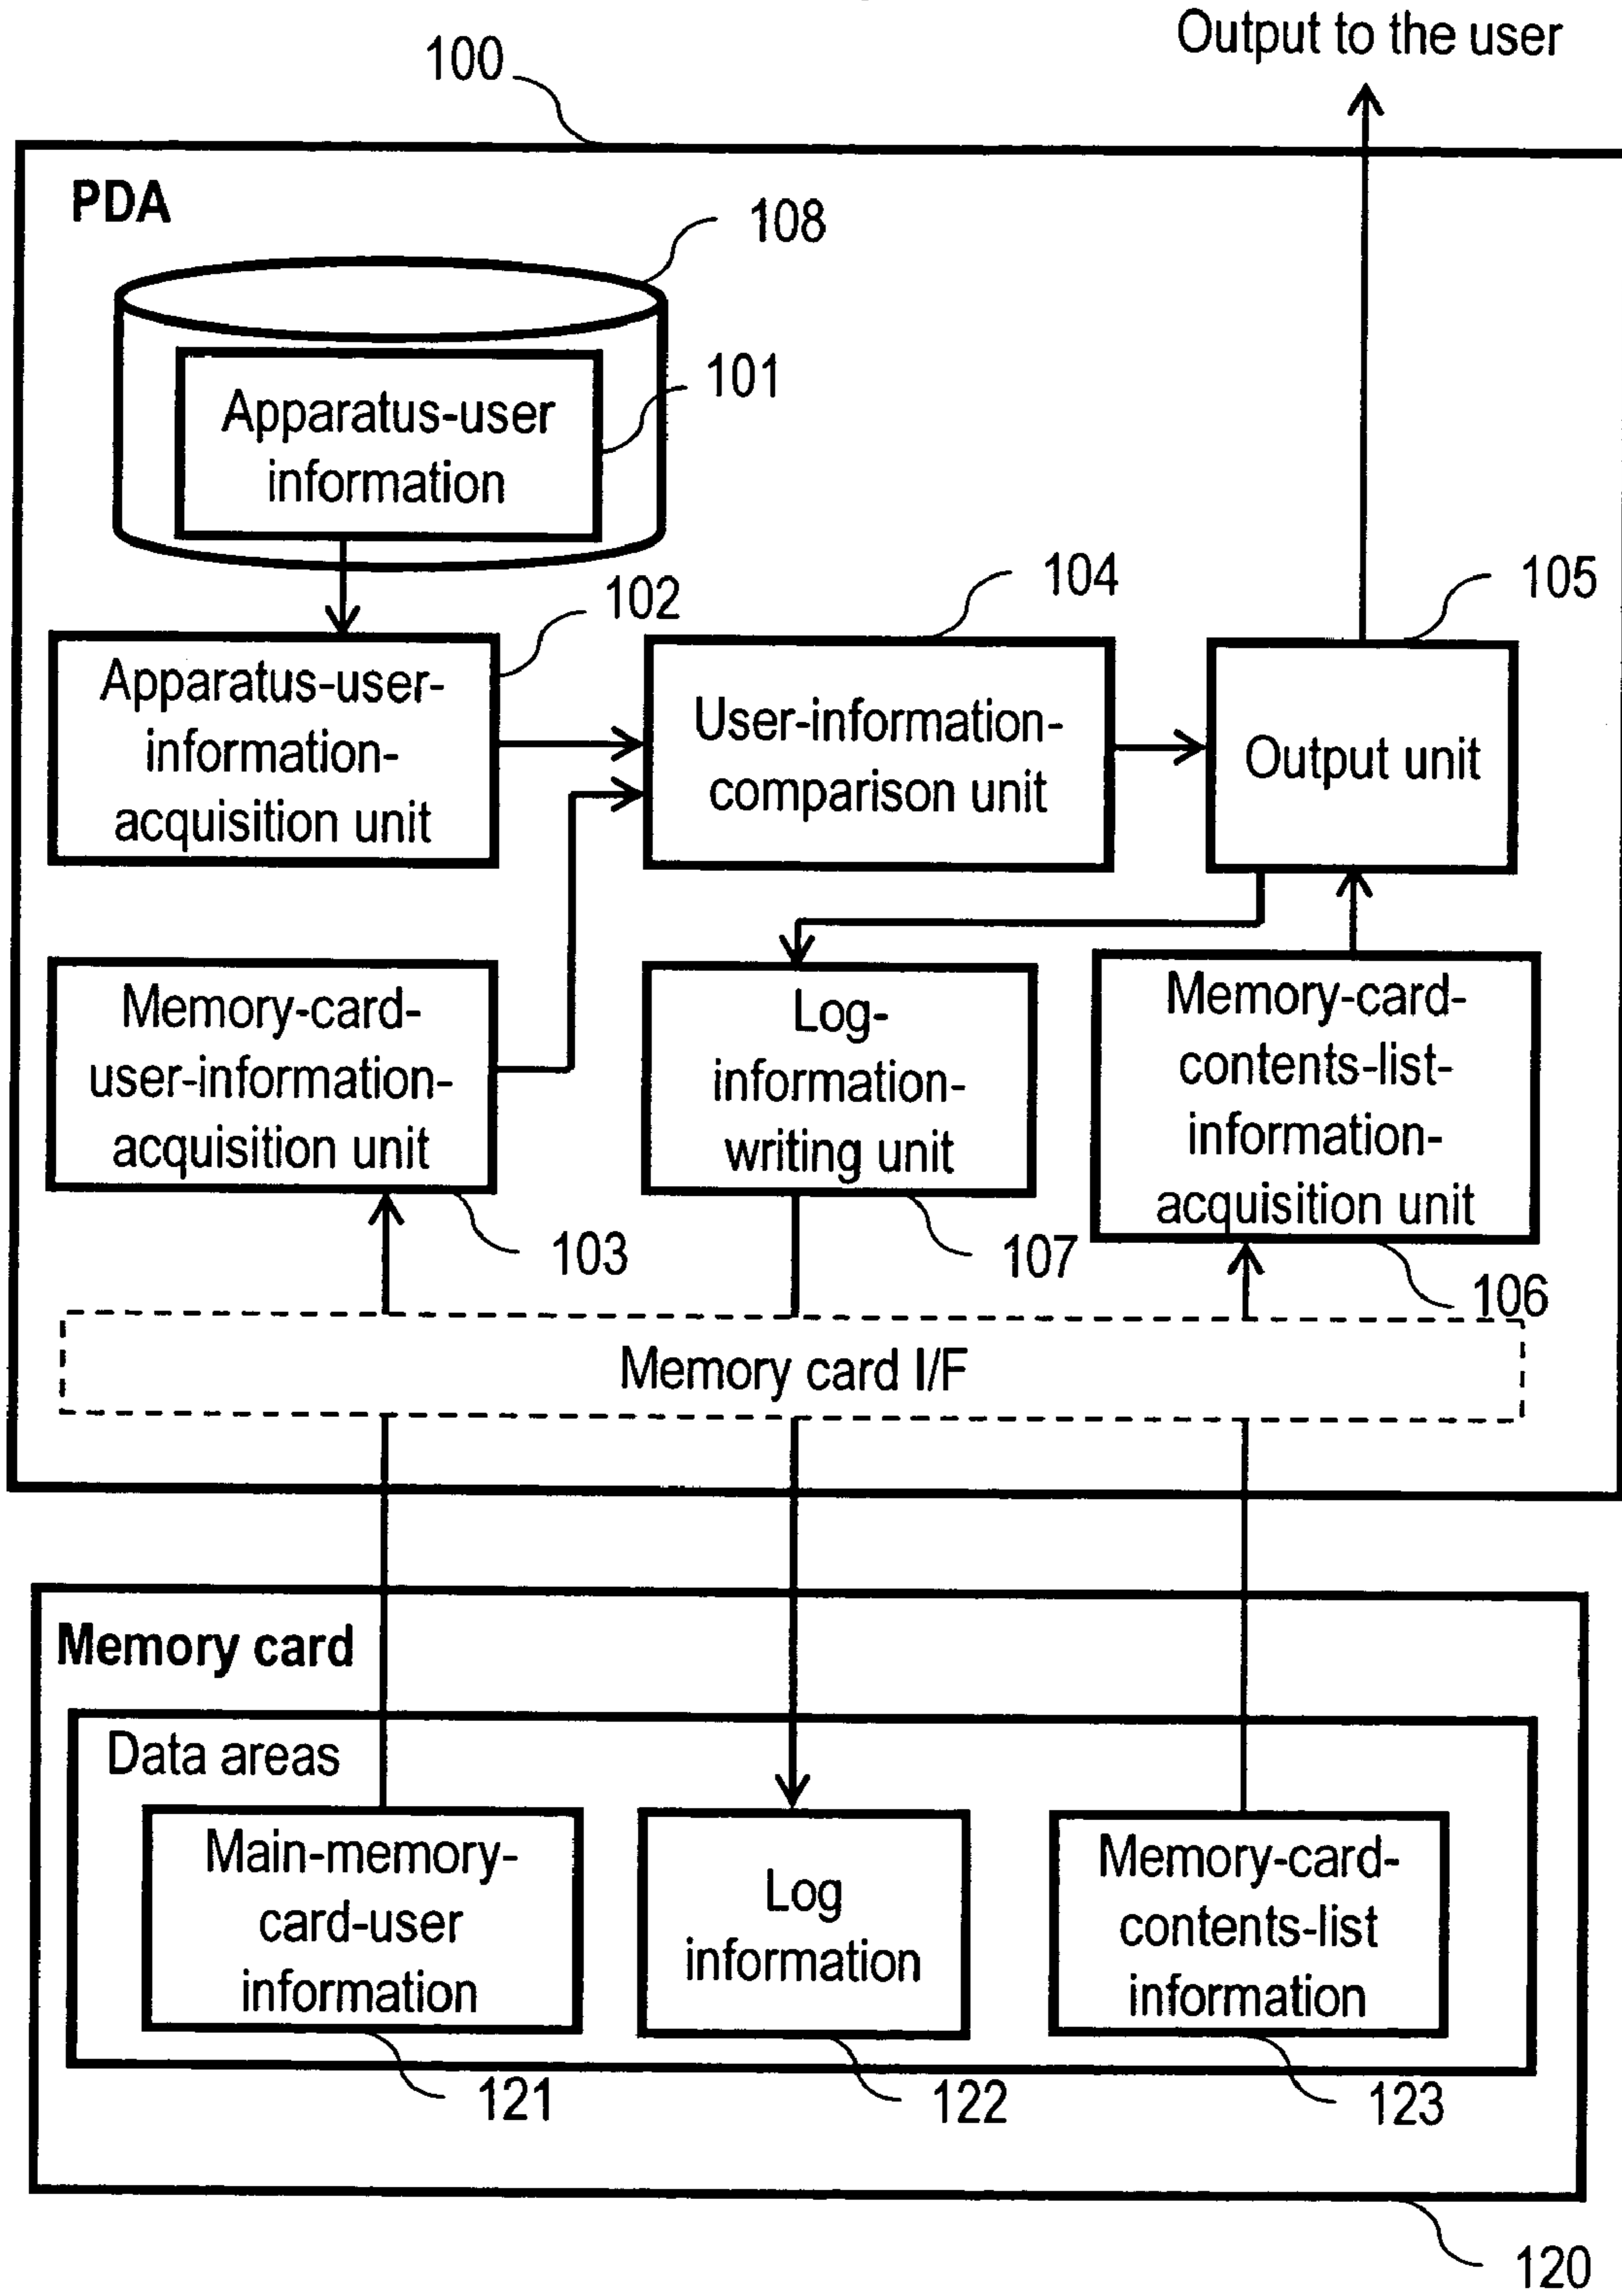 Output to the user
100
PDA
108
101
Apparatus-user
information
102
104
105
Apparatus-user-
information-
acquisition unit
User-information-
comparison unit
Output unit
Memory-card-
user-information-
acquisition unit
Log-
information-
writing unit
Memory-card-
contents-list-
information-
acquisition unit
103
107
106
Memory card I/F
Memory card
Data areas
Main-memory-
card-user
information
Log
information
Memory-card-
contents-list
information
121
122
123
120